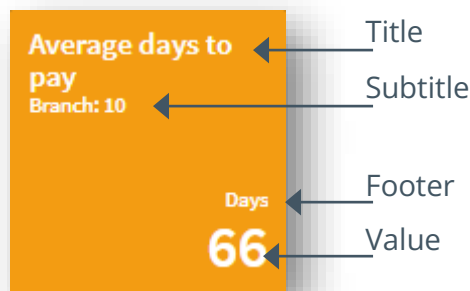 Average days to
pay
Branch: 10
Days
66
Title
Subtitle
Footer
Value